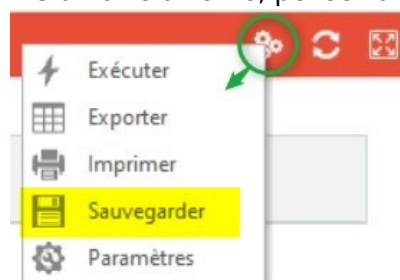 Exécuter
Exporter
Imprimer
Sauvegarder
Paramètres